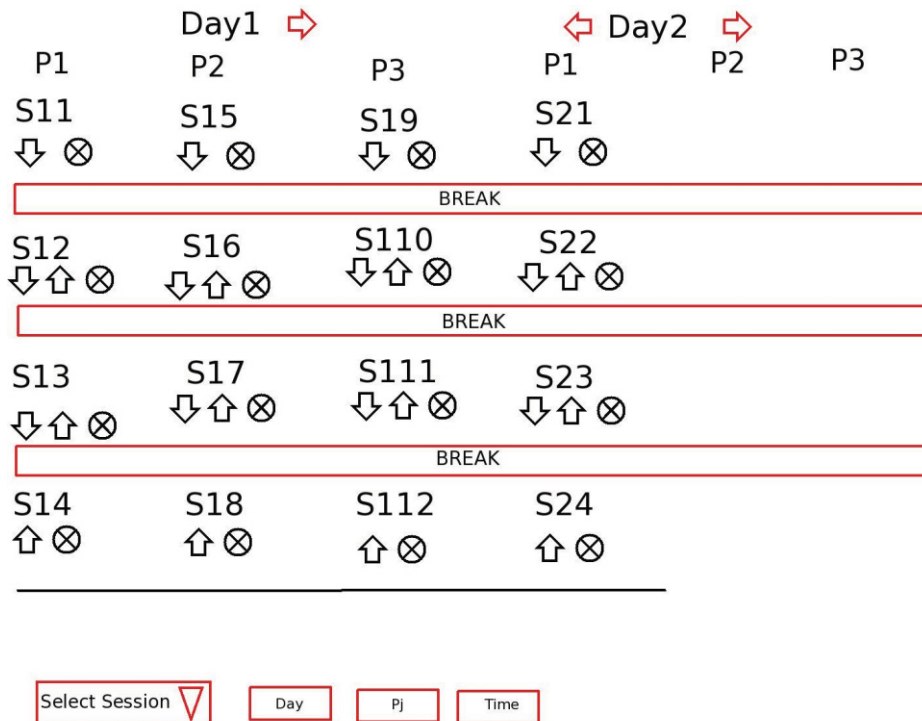 Day1 Day2
P1 P2 P3 P1 P2 P3
S11 S15 S19 S21
BREAK
S12 S16 S110 S22
BREAK
S13 S17 S111 S23
BREAK
S14 S18 S112 S24
Select Session Day Pj Time